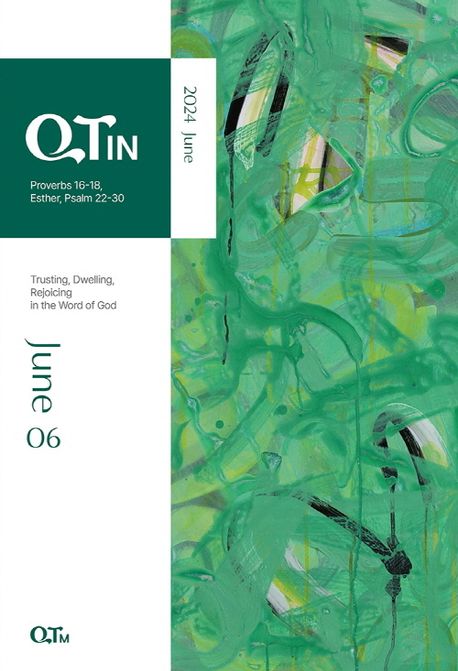 QTIN
Proverbs 16-18,
Esther, Psalm 22-30
2024 June
Trusting, Dwelling,
Rejoicing
in the Word of God
June
06
QTM